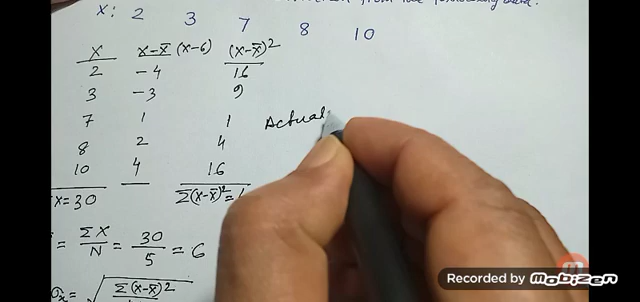 from the following data.
X: 2 3 7 8 10
X X-X̄ (X-6) (X-X̄)²
2 -4 16
3 -3 9
7 1 1 Actual
8 2 4
10 4 16
X=30 Σ(X-X̄)²=
= ΣX/N = 30/5 = 6
σx= √Σ(X-X̄)²
Recorded by Mobizen